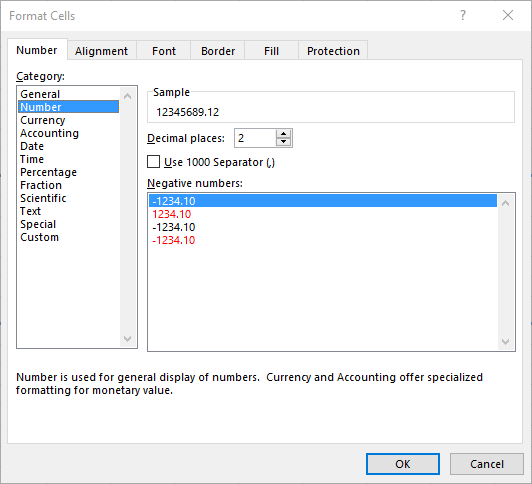 Format Cells
Number Alignment Font Border Fill Protection
Category:
General
Number
Currency
Accounting
Date
Time
Percentage
Fraction
Scientific
Text
Special
Custom
Sample
12345689.12
Decimal places: 2
Use 1000 Separator (,)
Negative numbers:
-1234.10
1234.10
-1234.10
-1234.10
Number is used for general display of numbers.  Currency and Accounting offer specialized
formatting for monetary value.
OK Cancel